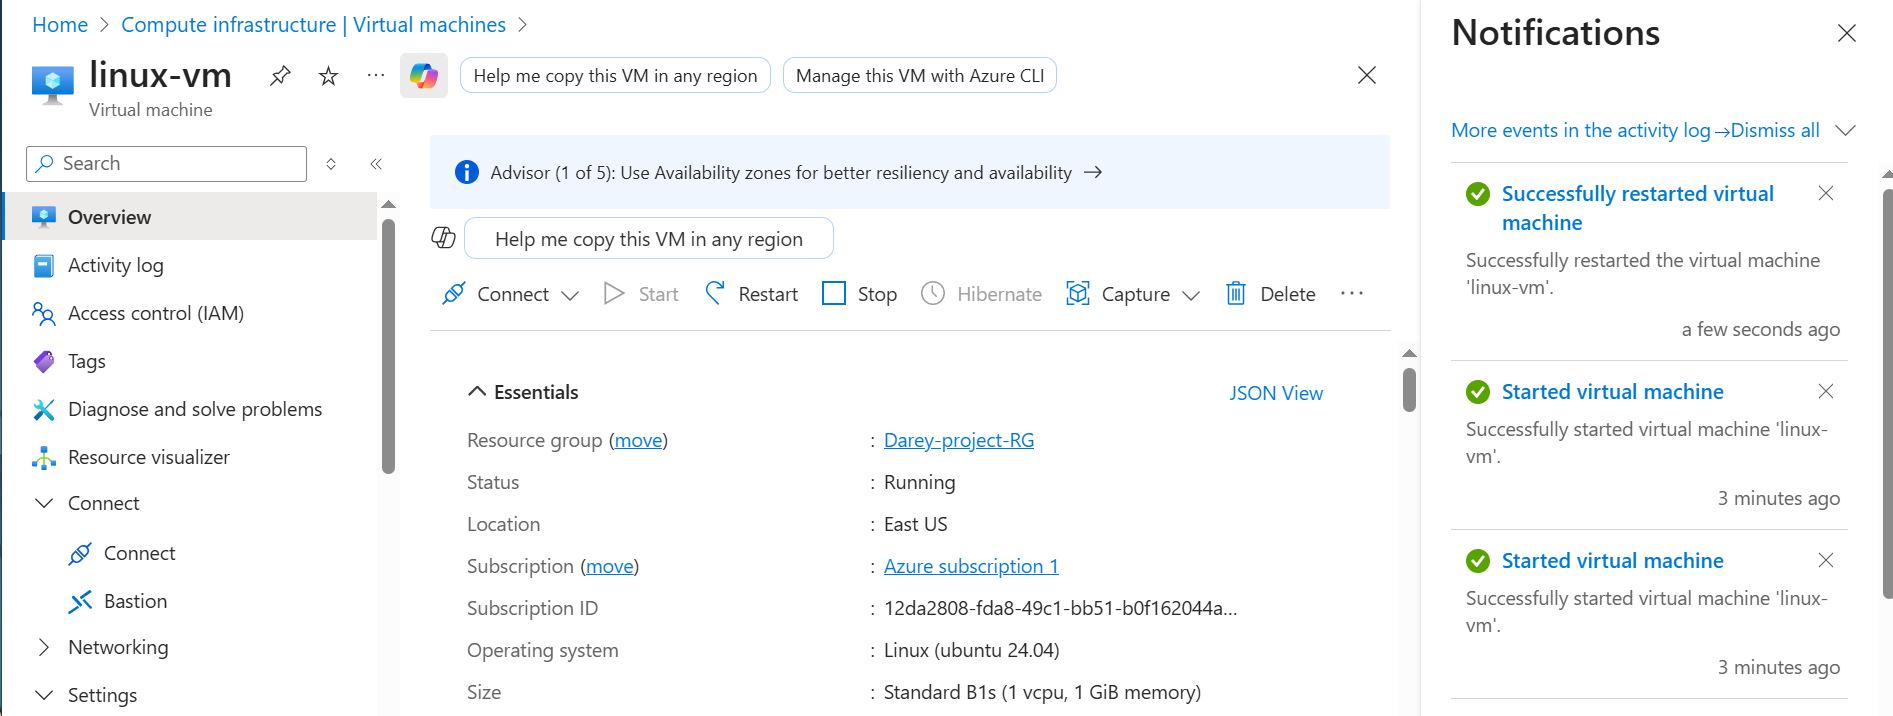 Home > Compute infrastructure | Virtual machines >
linux-vm
Virtual machine
Help me copy this VM in any region
Manage this VM with Azure CLI
Search
Overview
Activity log
Access control (IAM)
Tags
Diagnose and solve problems
Resource visualizer
Connect
Connect
Bastion
Networking
Settings
Advisor (1 of 5): Use Availability zones for better resiliency and availability →
Help me copy this VM in any region
Connect Start Restart Stop Hibernate Capture Delete ...
Essentials
JSON View
Resource group (move) : Darey-project-RG
Status : Running
Location : East US
Subscription (move) : Azure subscription 1
Subscription ID : 12da2808-fda8-49c1-bb51-b0f162044a...
Operating system : Linux (ubuntu 24.04)
Size : Standard B1s (1 vcpu, 1 GiB memory)
Notifications
More events in the activity log → Dismiss all
Successfully restarted virtual
machine
Successfully restarted the virtual machine
'linux-vm'.
a few seconds ago
Started virtual machine
Successfully started virtual machine 'linux-
vm'.
3 minutes ago
Started virtual machine
Successfully started virtual machine 'linux-
vm'.
3 minutes ago